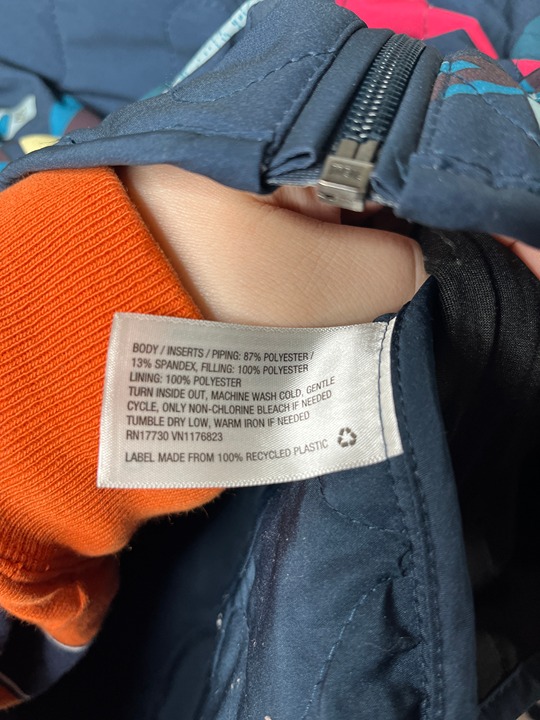 BODY / INSERTS / PIPING: 87% POLYESTER /
13% SPANDEX, FILLING: 100% POLYESTER
LINING: 100% POLYESTER
TURN INSIDE OUT, MACHINE WASH COLD, GENTLE
CYCLE, ONLY NON-CHLORINE BLEACH IF NEEDED
TUMBLE DRY LOW, WARM IRON IF NEEDED
RN17730 VN1176823
LABEL MADE FROM 100% RECYCLED PLASTIC